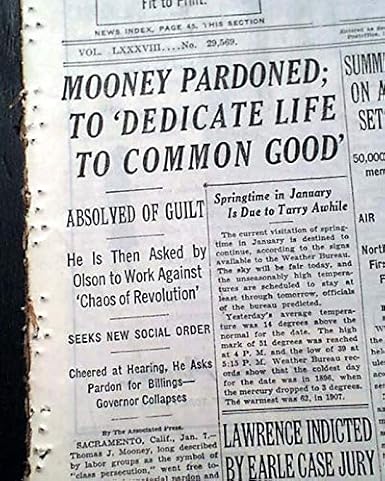 Fit to Print."
NEWS INDEX, PAGE 45, THIS SECTION
VOL. LXXXVIII....No. 29,569.
MOONEY PARDONED;
TO 'DEDICATE LIFE
TO COMMON GOOD'
ABSOLVED OF GUILT
He Is Then Asked by
Olson to Work Against
'Chaos of Revolution'
SEEKS NEW SOCIAL ORDER
Cheered at Hearing, He Asks
Pardon for Billings—
Governor Collapses
By The Associated Press.
SACRAMENTO, Calif., Jan. 7.—
Thomas J. Mooney, long described
by labor groups as the symbol of
"class persecution," went free to-
pardon and
Springtime in January
Is Due to Tarry Awhile
The current visitation of spring-
time in January is destined to
continue, according to the signs
available to the Weather Bureau.
The sky will be fair today, and
the unseasonably high tempera-
tures are scheduled to stay at
least through tomorrow, officials
of the bureau predicted.
Yesterday's average tempera-
ture was 14 degrees above the
normal for the date. The high
mark of 51 degrees was reached
at 4 P. M. and the low of 39 at
5:15 P. M. Weather Bureau rec-
ords show that the coldest day
for the date was in 1896, when
the mercury dropped to 3 degrees.
The warmest was 62, in 1907.
LAWRENCE INDICTED
BY EARLE CASE JURY
SUMM
ON A
SET
50,000
mem
AIR
North
First
F